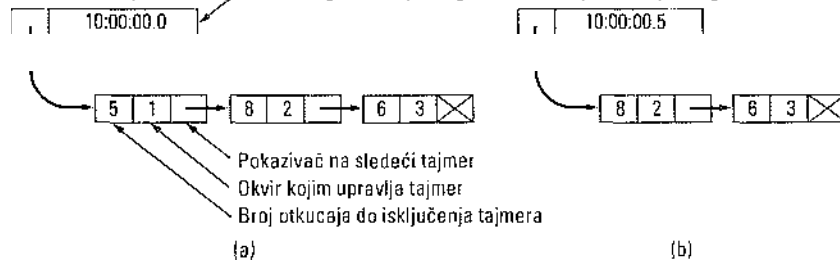 10:00:00.0
10:00:00.5
5 1
8 2
6 3
8 2
6 3
Pokazivač na sledeći tajmer
Okvir kojim upravlja tajmer
Broj otkucaja do isključenja tajmera
(a)
(b)